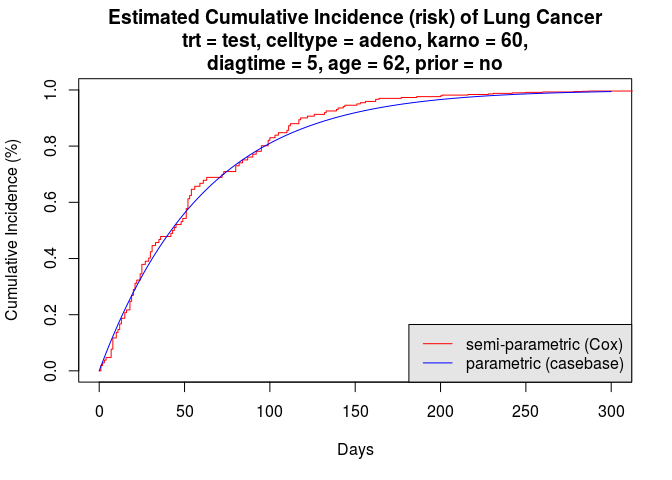 Estimated Cumulative Incidence (risk) of Lung Cancer
trt = test, celltype = adeno, karno = 60,
diagtime = 5, age = 62, prior = no
Cumulative Incidence (%)
1.0
0.8
0.6
0.4
0.2
0.0
semi-parametric (Cox)
parametric (casebase)
0 50 100 150 200 250 300
Days